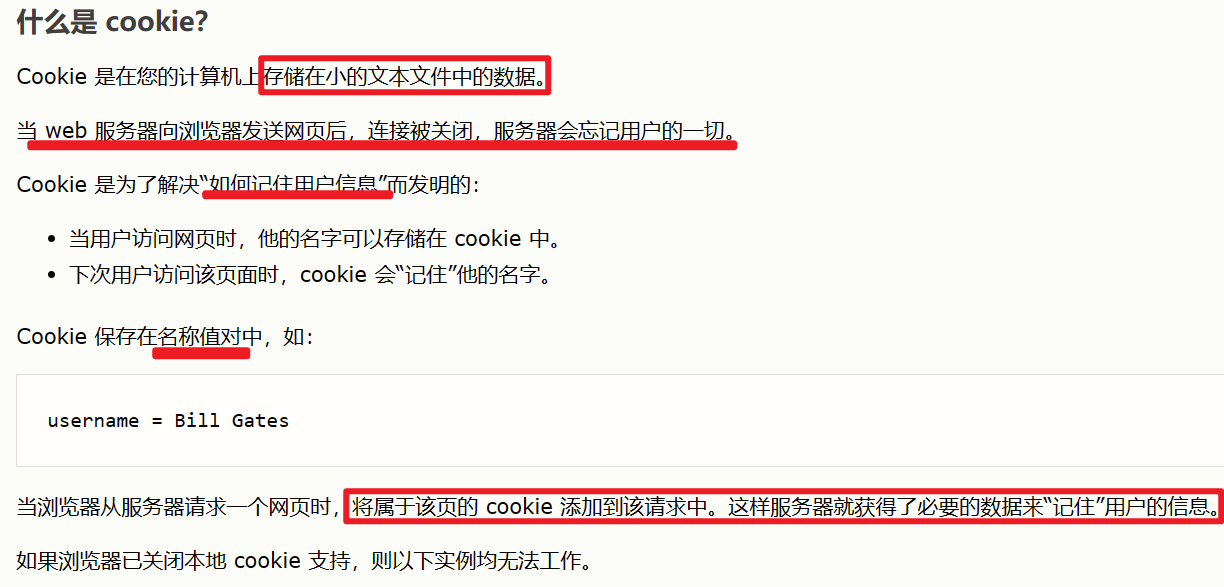 什么是 cookie?
Cookie 是在您的计算机上存储在小的文本文件中的数据。
当 web 服务器向浏览器发送网页后，连接被关闭，服务器会忘记用户的一切。
Cookie 是为了解决“如何记住用户信息”而发明的：
• 当用户访问网页时，他的名字可以存储在 cookie 中。
• 下次用户访问该页面时，cookie 会“记住”他的名字。
Cookie 保存在名称值对中，如：
username = Bill Gates
当浏览器从服务器请求一个网页时，将属于该页的 cookie 添加到该请求中。这样服务器就获得了必要的数据来“记住”用户的信息。
如果浏览器已关闭本地 cookie 支持，则以下实例均无法工作。